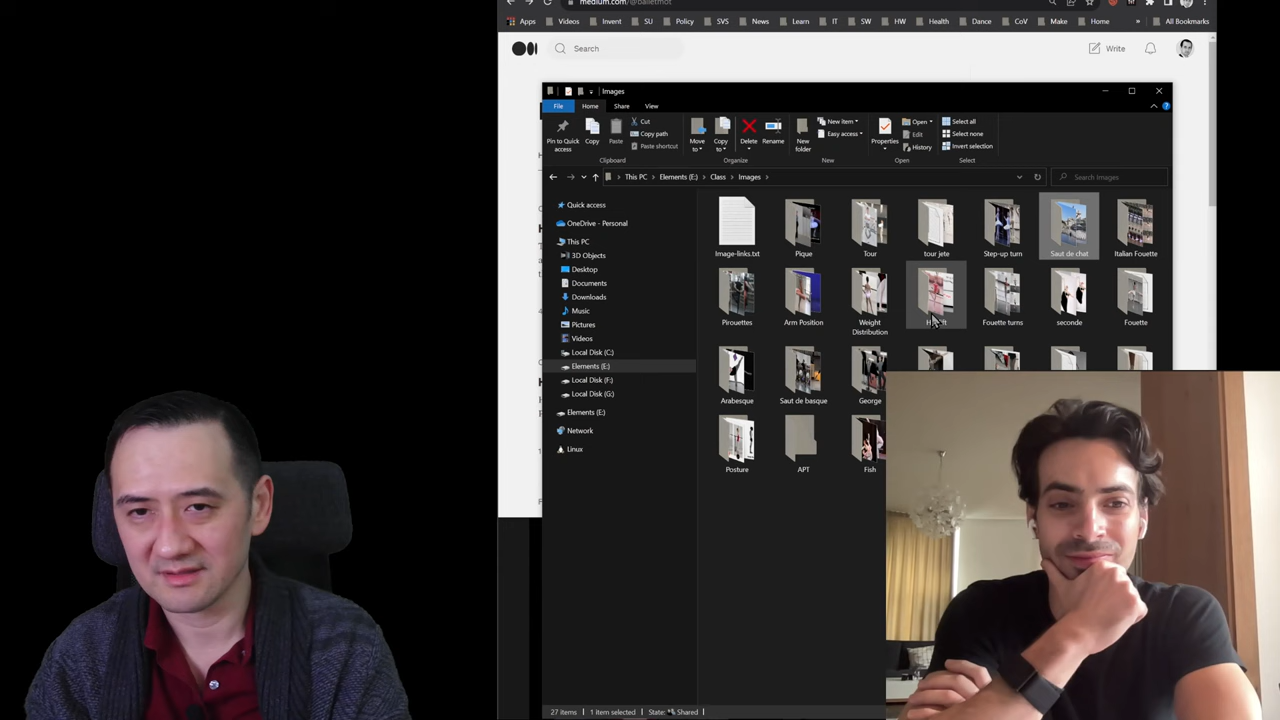 medium.com/@balletmot
Apps Videos Invent SU Policy SVS News Learn IT SW HW Health Dance CoV Make Home » All Bookmarks
Search Write
Images
File Home Share View
Pin to Quick access
Copy
Paste
Cut
Copy path
Paste shortcut
Clipboard
Move to
Copy to
Delete
Rename
Organize
New folder
New item
Easy access
New
Properties
Open
Edit
History
Open
Select all
Select none
Invert selection
Select
This PC > Elements (E:) > Class > Images >
Search Images
Quick access
OneDrive - Personal
This PC
3D Objects
Desktop
Documents
Downloads
Music
Pictures
Videos
Local Disk (C:)
Elements (E:)
Local Disk (F:)
Local Disk (G:)
Elements (E:)
Network
Linux
Image-links.txt Pique Tour tour jete Step-up turn Saut de chat Italian Fouette
Pirouettes Arm Position Weight Distribution Fouette turns seconde Fouette
Arabesque Saut de basque George
Posture APT Fish
27 items 1 item selected State: Shared